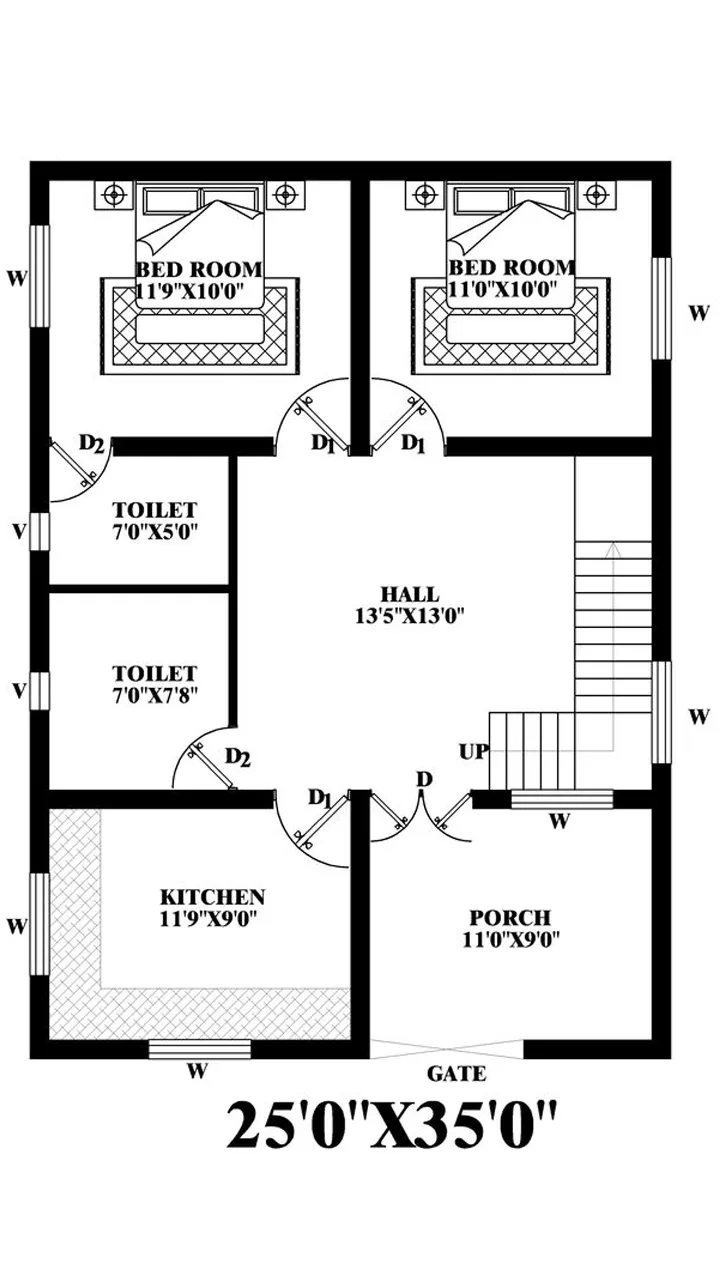 W
BED ROOM
11'9"X10'0"
BED ROOM
11'0"X10'0"
W
D2
D1
D1
V
TOILET
7'0"X5'0"
HALL
13'5"X13'0"
V
TOILET
7'0"X7'8"
W
D2
UP
D1
D
W
W
KITCHEN
11'9"X9'0"
PORCH
11'0"X9'0"
W
GATE
25'0"X35'0"